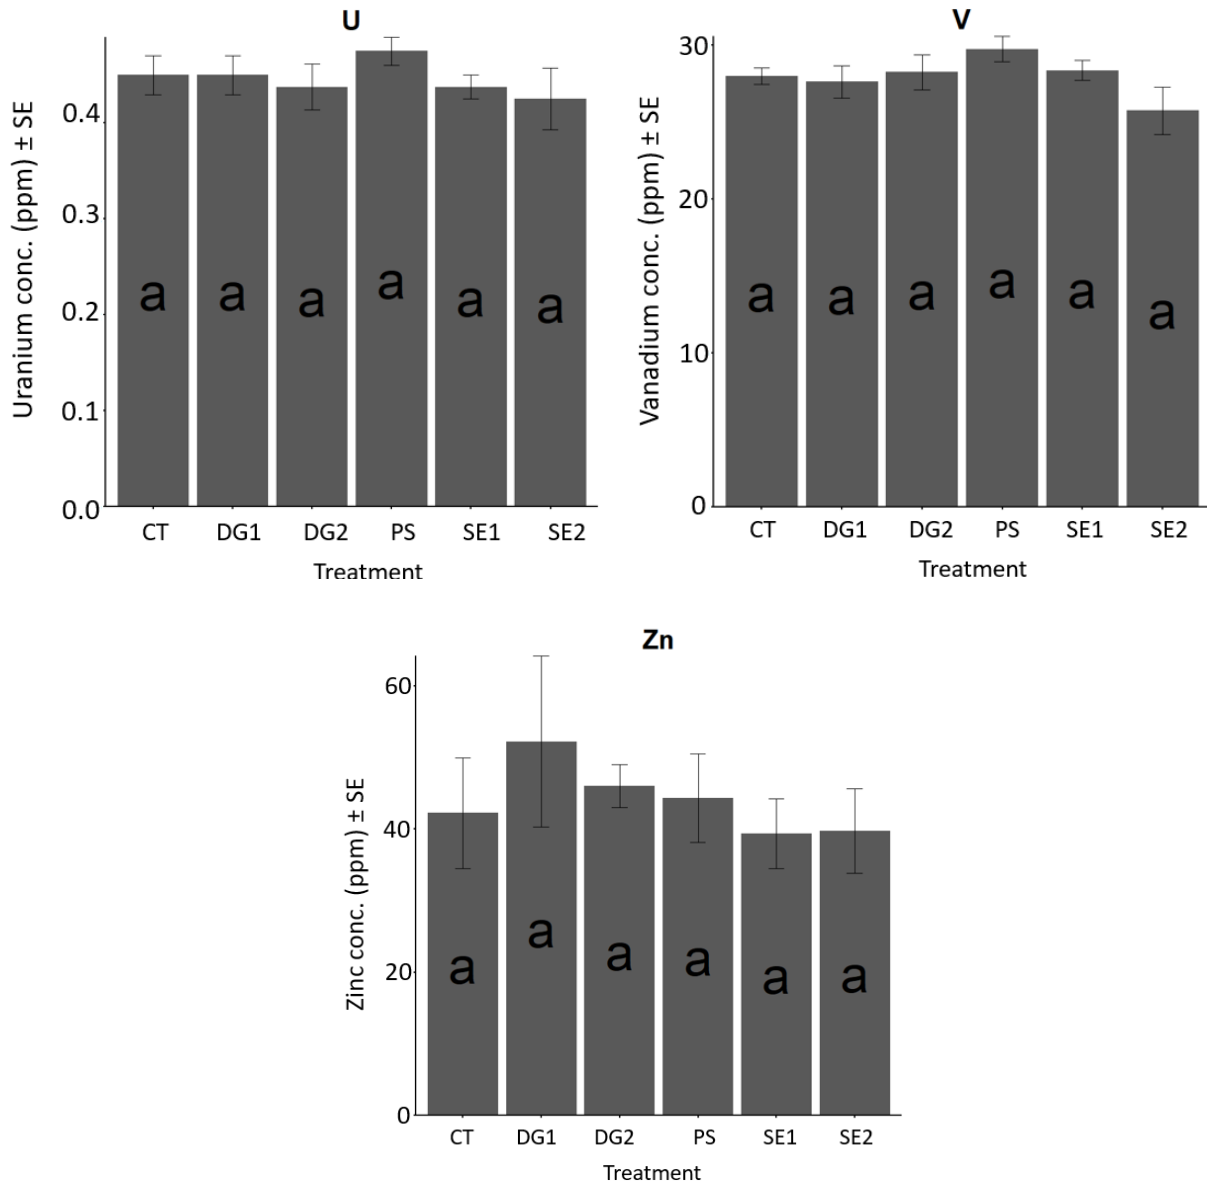 U
Uranium conc. (ppm) ± SE
0.4
0.3
0.2
0.1
0.0
a a a a a a
CT DG1 DG2 PS SE1 SE2
Treatment
V
Vanadium conc. (ppm) ± SE
30
20
10
0
a a a a a a
CT DG1 DG2 PS SE1 SE2
Treatment
Zn
Zinc conc. (ppm) ± SE
60
40
20
0
a a a a a a
CT DG1 DG2 PS SE1 SE2
Treatment